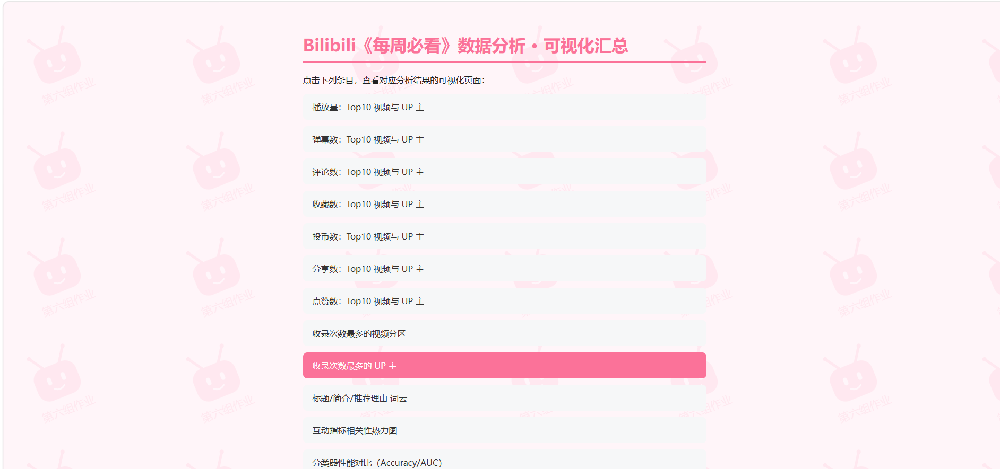 Bilibili《每周必看》数据分析 • 可视化汇总
点击下列条目，查看对应分析结果的可视化页面：
播放量：Top10 视频与 UP 主
弹幕数：Top10 视频与 UP 主
评论数：Top10 视频与 UP 主
收藏数：Top10 视频与 UP 主
投币数：Top10 视频与 UP 主
分享数：Top10 视频与 UP 主
点赞数：Top10 视频与 UP 主
收录次数最多的视频分区
收录次数最多的 UP 主
标题/简介/推荐理由 词云
互动指标相关性热力图
分类器性能对比（Accuracy/AUC）
第六组作业